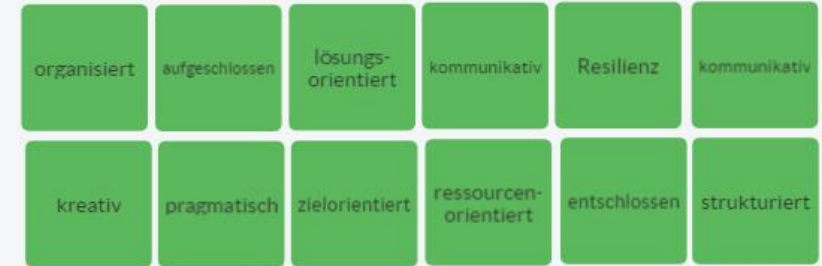 organisiert
aufgeschlossen
lösungs-
orientiert
kommunikativ
Resilienz
kommunikativ
kreativ
pragmatisch
zielorientiert
ressourcen-
orientiert
entschlossen
strukturiert